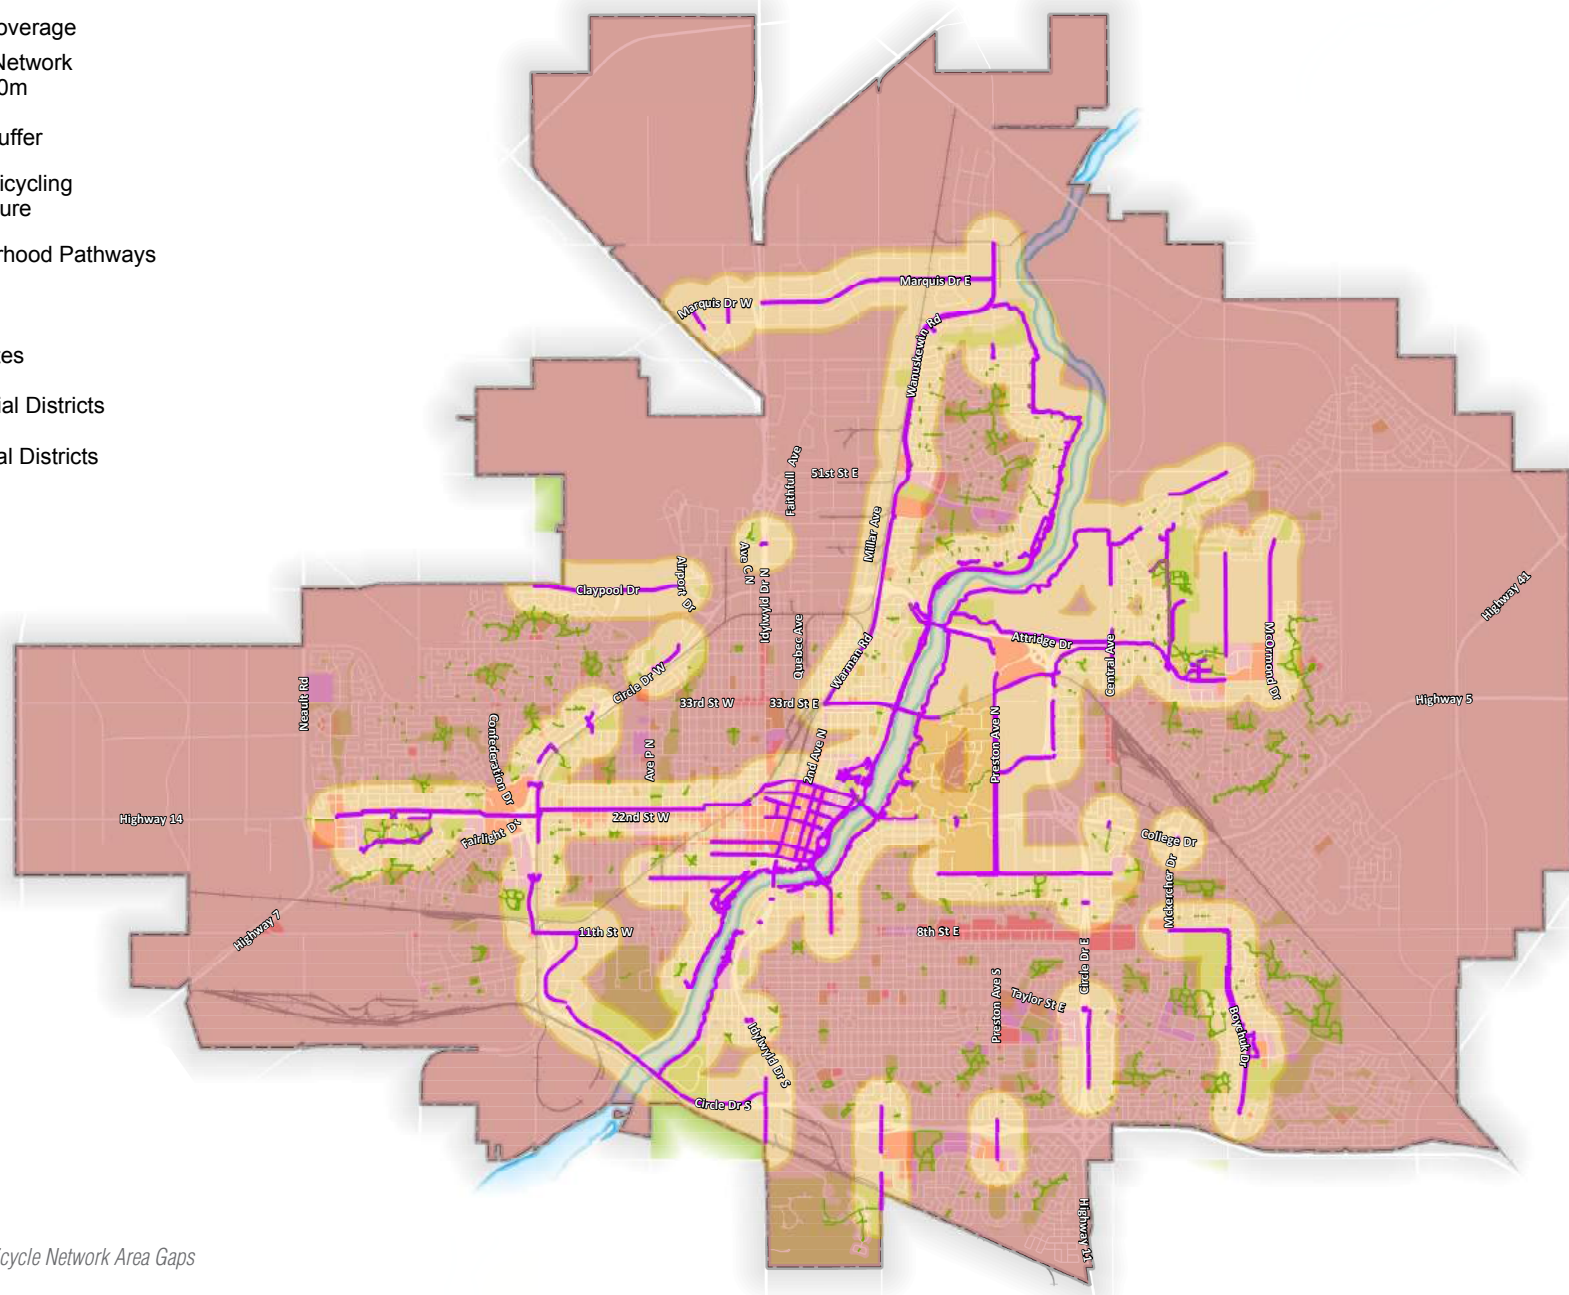 overage
Network
0m
uffer
icycling
ure
rhood Pathways
tes
ial Districts
al Districts
Marquis Dr E
Marquis Dr W
Wanuskewin Rd
Faithfull Ave
51st St E
Millar Ave
Ave C N
Idylwyld Dr N
Airport Dr
Claypool Dr
Quebec Ave
Warman Rd
Attridge Dr
Central Ave
McOrmond Dr
Highway 41
Highway 5
Circle Dr W
33rd St W
33rd St E
Neault Rd
Confederation Dr
Ave P N
2nd Ave N
Preston Ave N
Highway 14
22nd St W
Fairlight Dr
College Dr
Mckercher Dr
Highway 7
11th St W
8th St E
Circle Dr E
Preston Ave S
Taylor St E
Boychuk Dr
Idylwyld Dr S
Circle Dr S
Highway 11
icycle Network Area Gaps